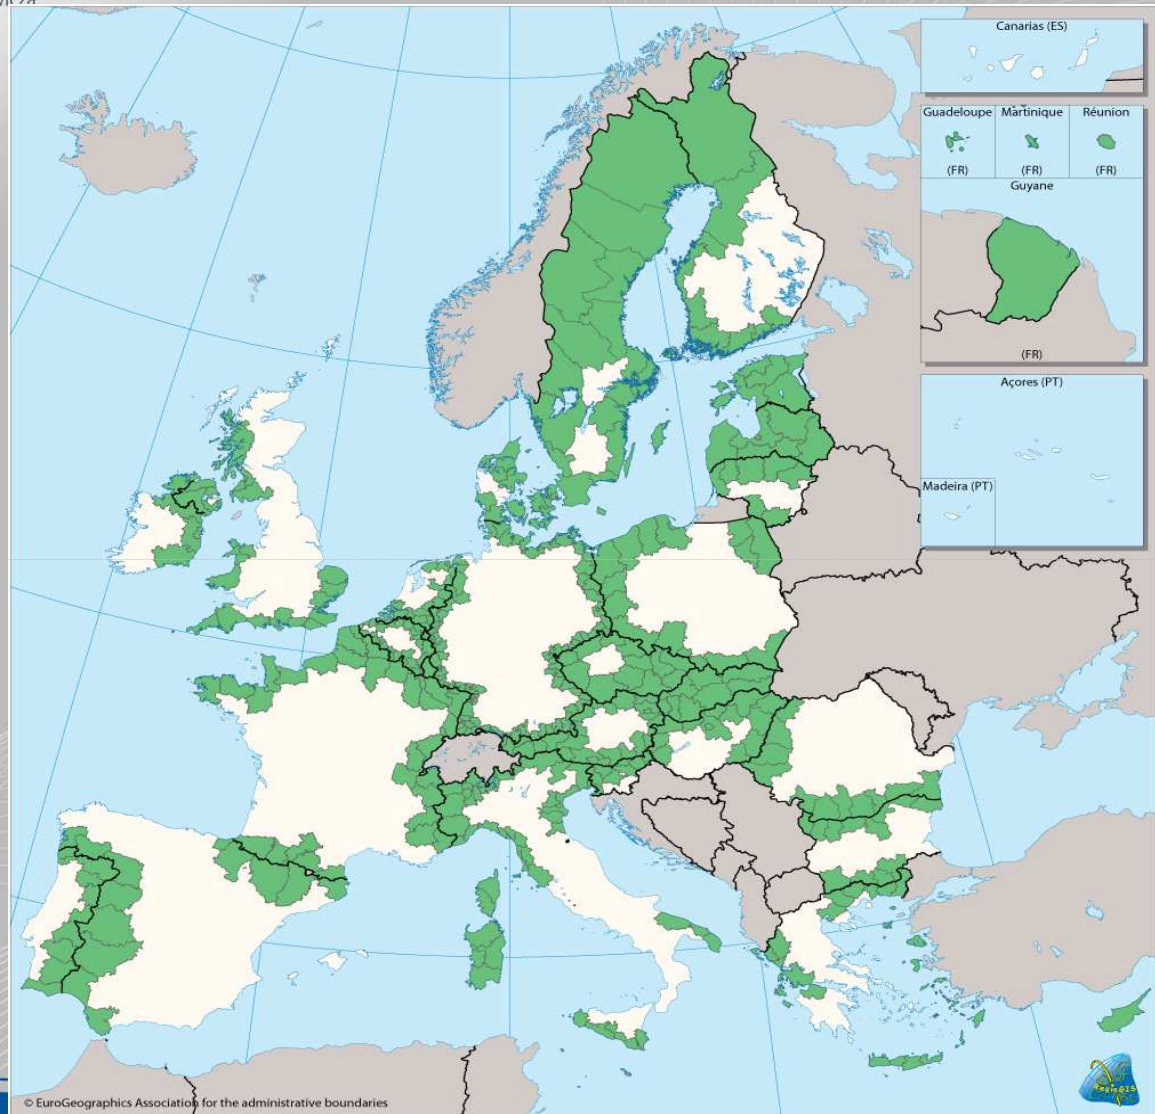 Canarias (ES)
Guadeloupe
Martinique
Réunion
(FR)
(FR)
(FR)
Guyane
(FR)
Açores (PT)
Madeira (PT)
© EuroGeographics Association for the administrative boundaries
RegioGIS